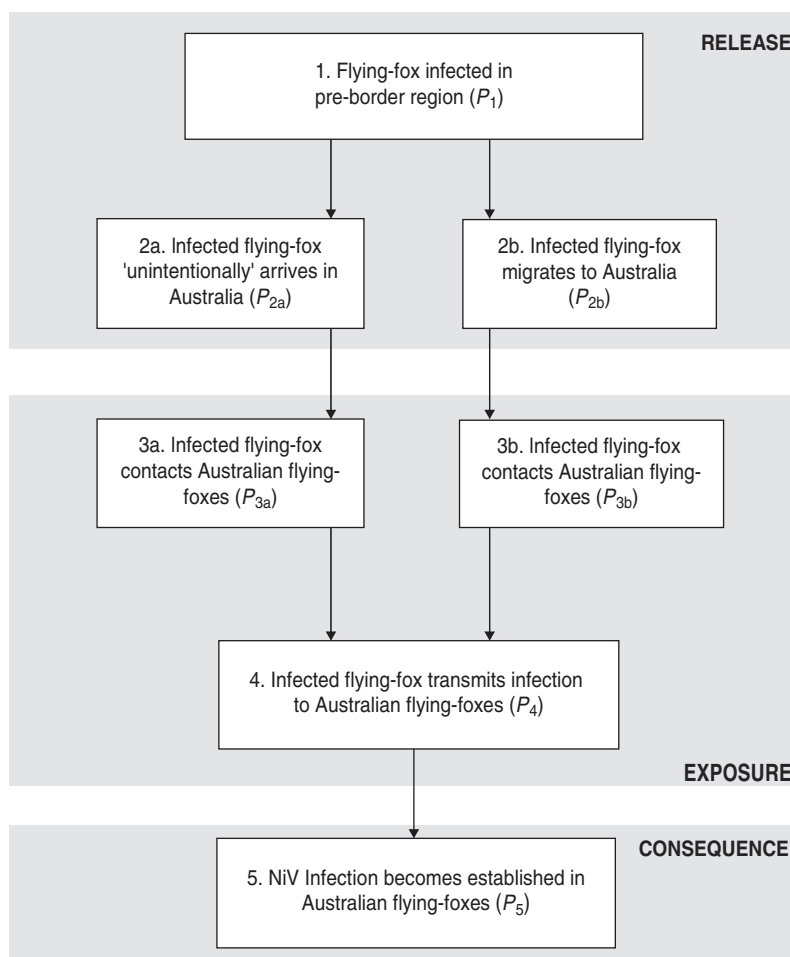 RELEASE
1. Flying-fox infected in
pre-border region (P1)
2a. Infected flying-fox
'unintentionally' arrives in
Australia (P2a)
2b. Infected flying-fox
migrates to Australia
(P2b)
3a. Infected flying-fox
contacts Australian flying-
foxes (P3a)
3b. Infected flying-fox
contacts Australian flying-
foxes (P3b)
4. Infected flying-fox transmits infection
to Australian flying-foxes (P4)
EXPOSURE
CONSEQUENCE
5. NiV Infection becomes established in
Australian flying-foxes (P5)